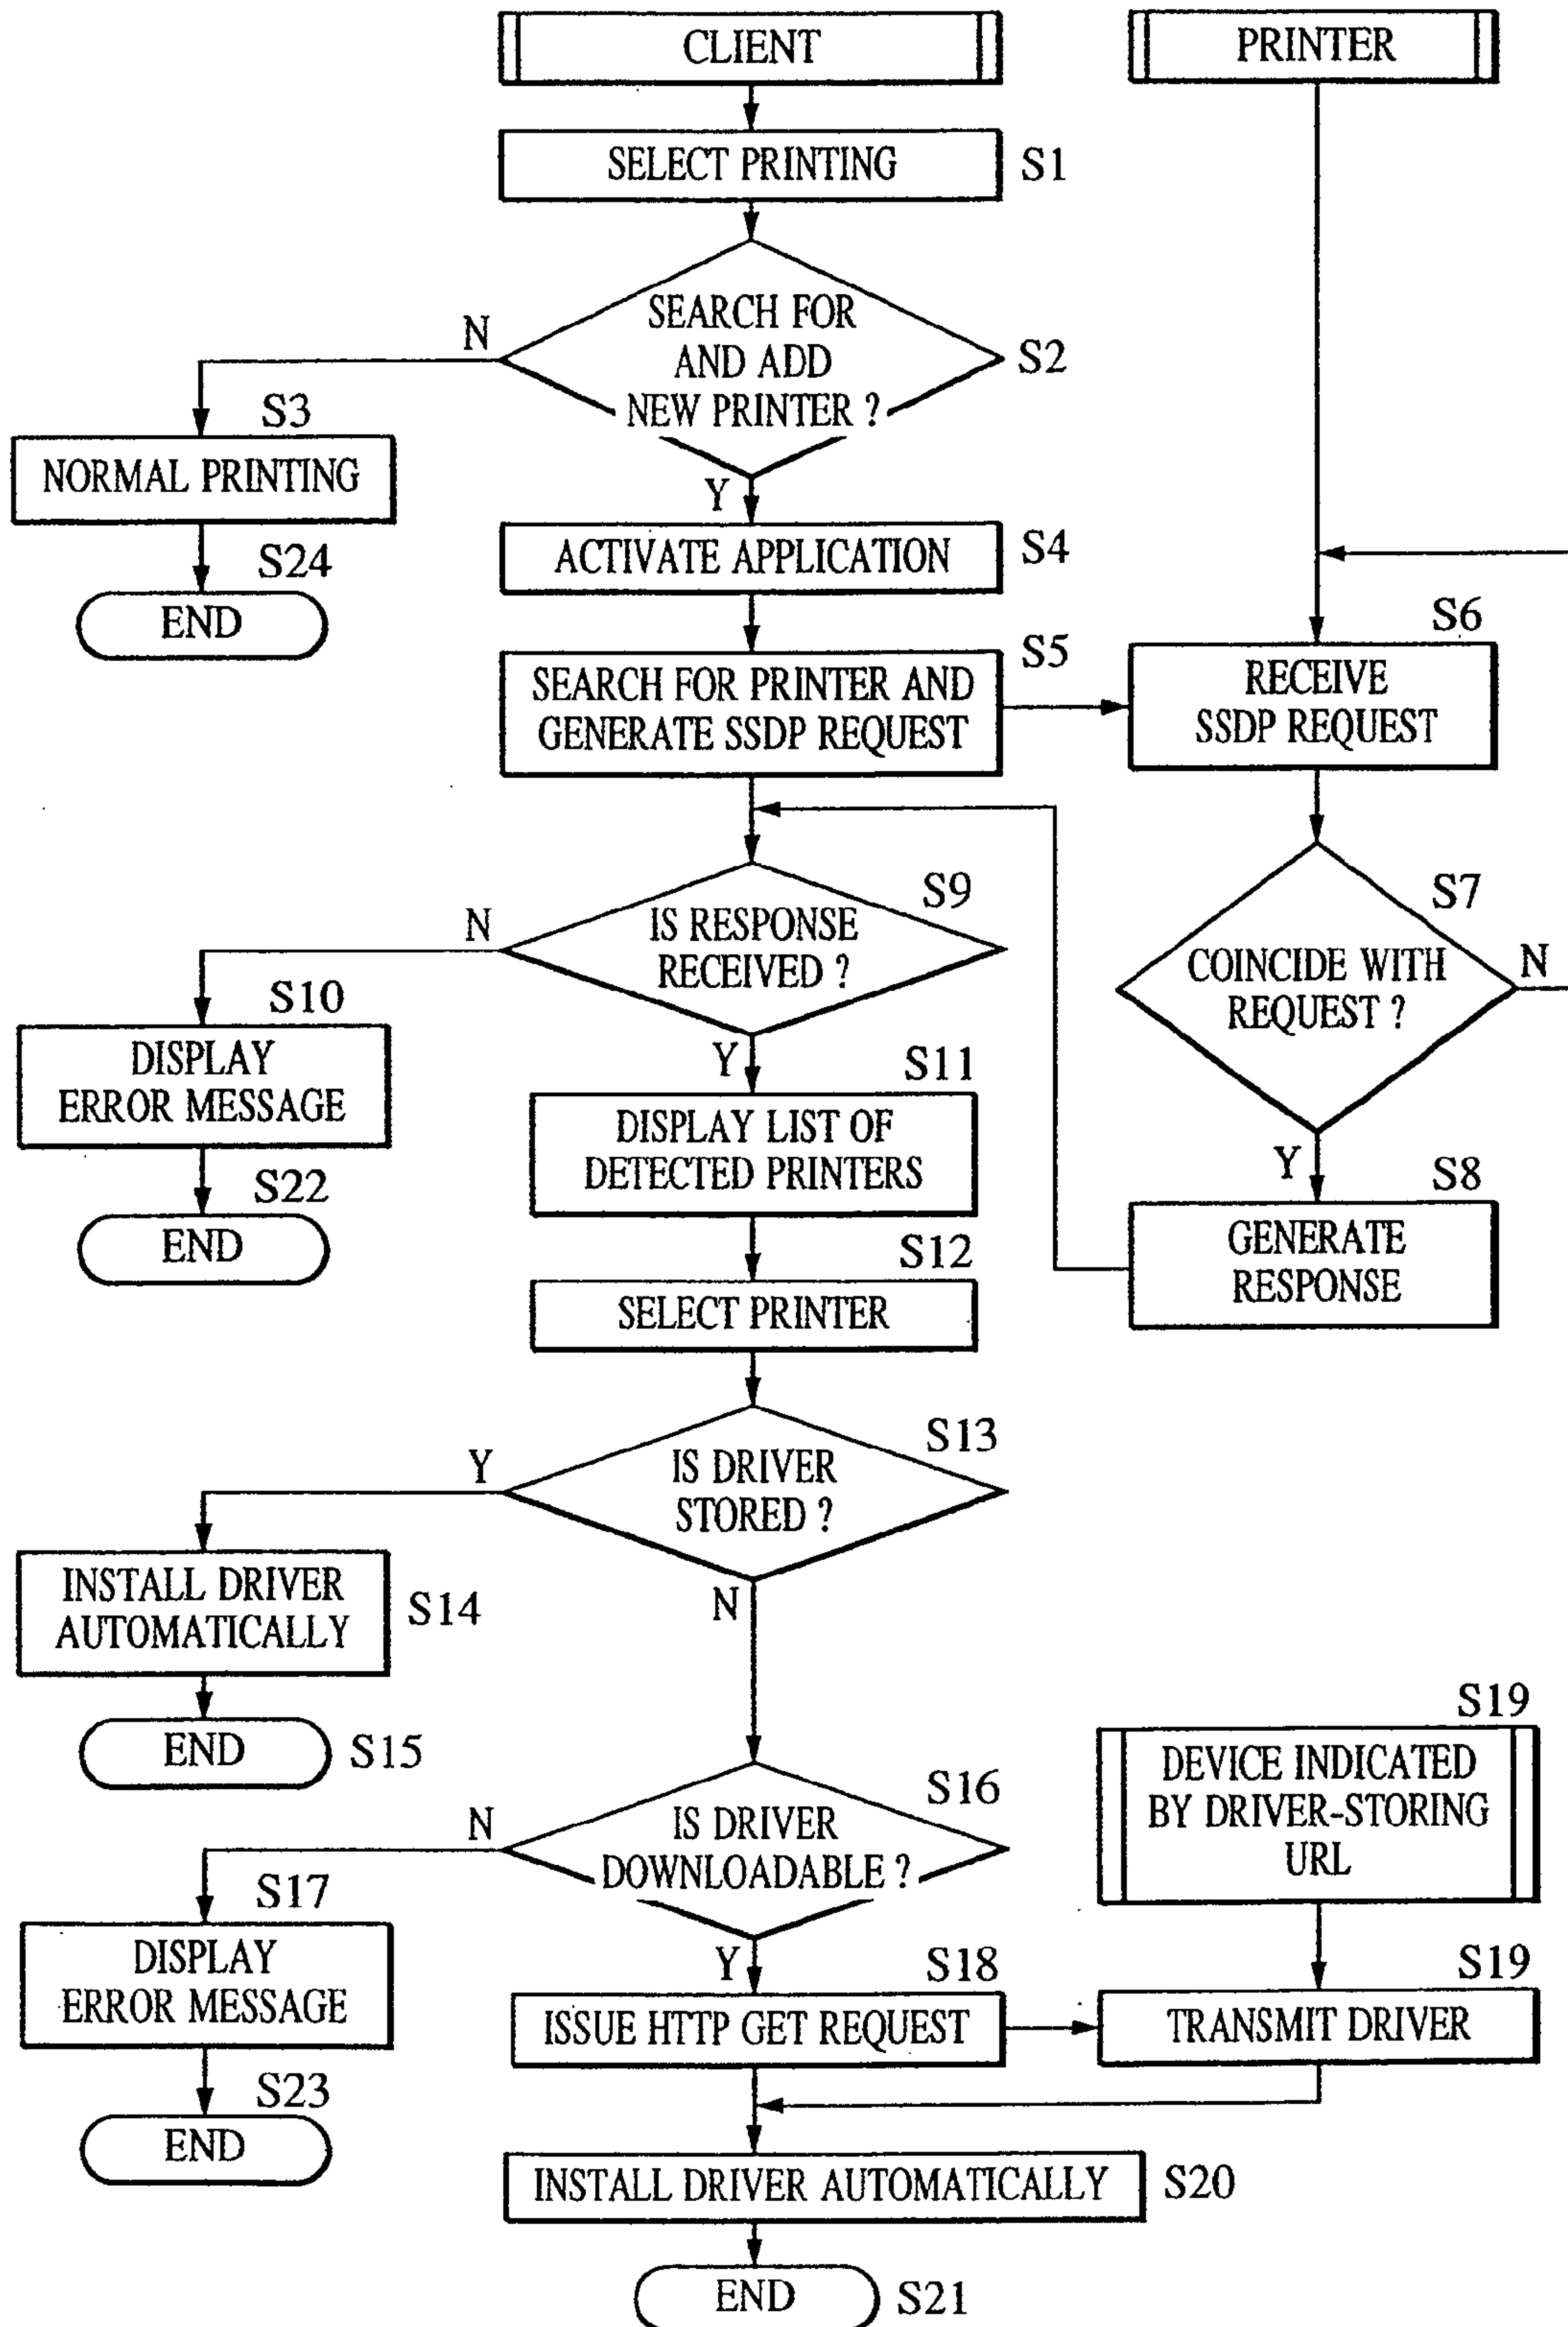 CLIENT
PRINTER
SELECT PRINTING
S1
SEARCH FOR
AND ADD
NEW PRINTER ?
S2
N
S3
NORMAL PRINTING
S24
END
Y
ACTIVATE APPLICATION
S4
SEARCH FOR PRINTER AND
GENERATE SSDP REQUEST
S5
S6
RECEIVE
SSDP REQUEST
S7
COINCIDE WITH
REQUEST ?
N
Y
S8
GENERATE
RESPONSE
S9
IS RESPONSE
RECEIVED ?
N
S10
DISPLAY
ERROR MESSAGE
S22
END
Y
S11
DISPLAY LIST OF
DETECTED PRINTERS
S12
SELECT PRINTER
S13
IS DRIVER
STORED ?
Y
INSTALL DRIVER
AUTOMATICALLY
S14
END
S15
N
S16
IS DRIVER
DOWNLOADABLE ?
N
S17
DISPLAY
ERROR MESSAGE
S23
END
Y
S18
ISSUE HTTP GET REQUEST
S19
DEVICE INDICATED
BY DRIVER-STORING
URL
S19
TRANSMIT DRIVER
INSTALL DRIVER AUTOMATICALLY
S20
END
S21